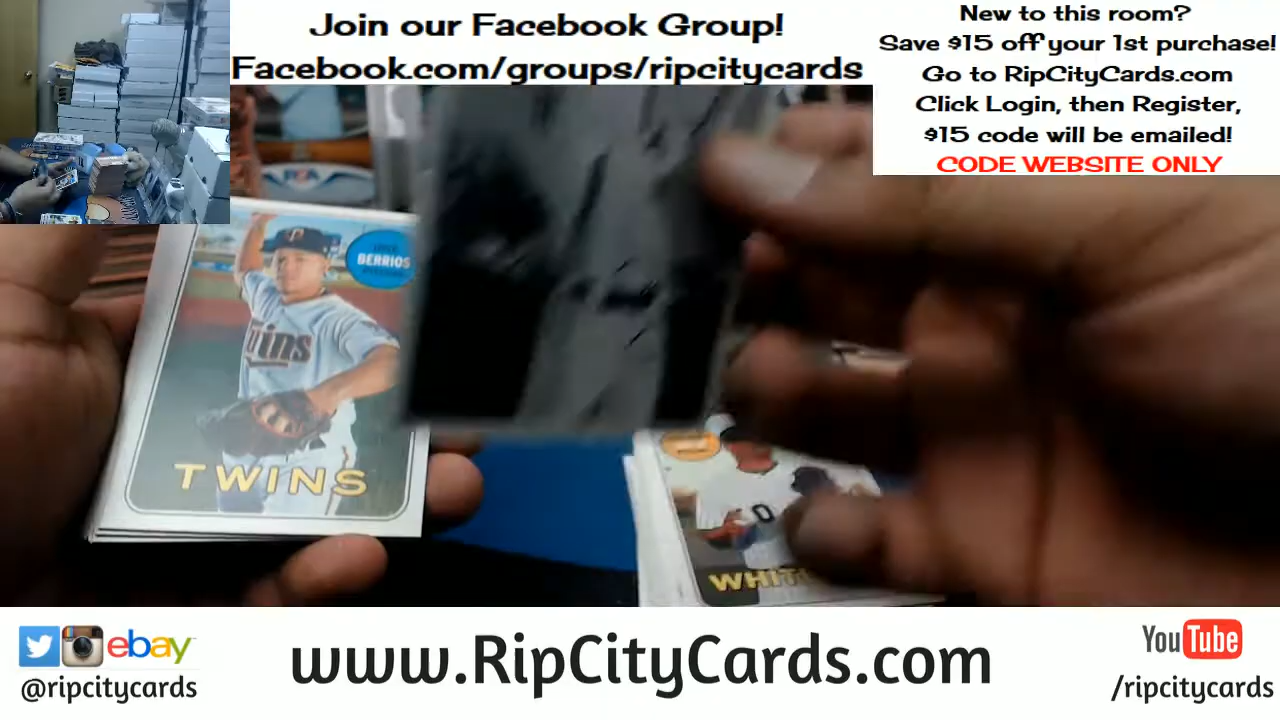 Join our Facebook Group!
Facebook.com/groups/ripcitycards
New to this room?
Save $15 off your 1st purchase!
Go to RipCityCards.com
Click Login, then Register,
$15 code will be emailed!
CODE WEBSITE ONLY
BERRIOS
Twins
TWINS
WHIT
ebay
@ripcitycards
www.RipCityCards.com
YouTube
/ripcitycards